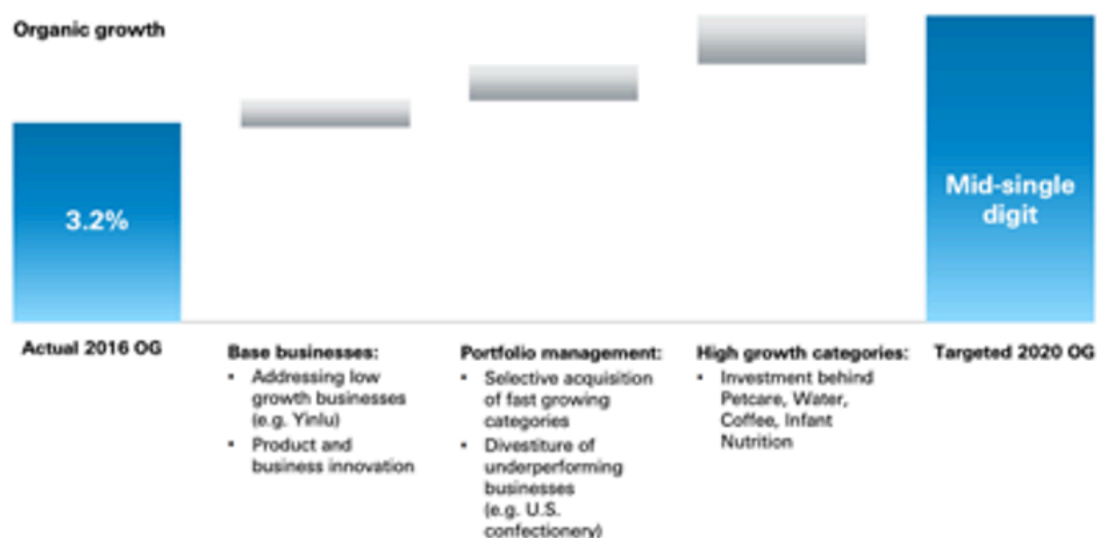 Organic growth
3.2%
Mid-single
digit
Actual 2016 OG
Base businesses:
• Addressing low
growth businesses
(e.g. Yinlu)
• Product and
business innovation
Portfolio management:
• Selective acquisition
of fast growing
categories
• Divestiture of
underperforming
businesses
(e.g. U.S.
confectionery)
High growth categories:
• Investment behind
Petcare, Water,
Coffee, Infant
Nutrition
Targeted 2020 OG